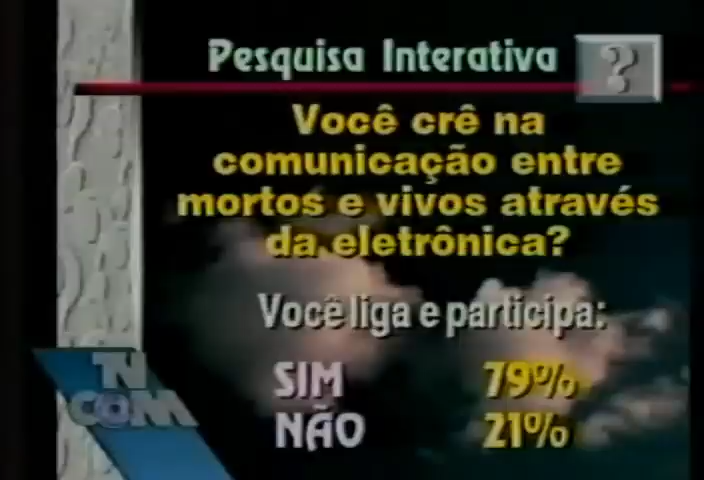 Pesquisa Interativa ?
Você crê na
comunicação entre
mortos e vivos através
da eletrônica?
Você liga e participa:
SIM 79%
NÃO 21%
TV
COM